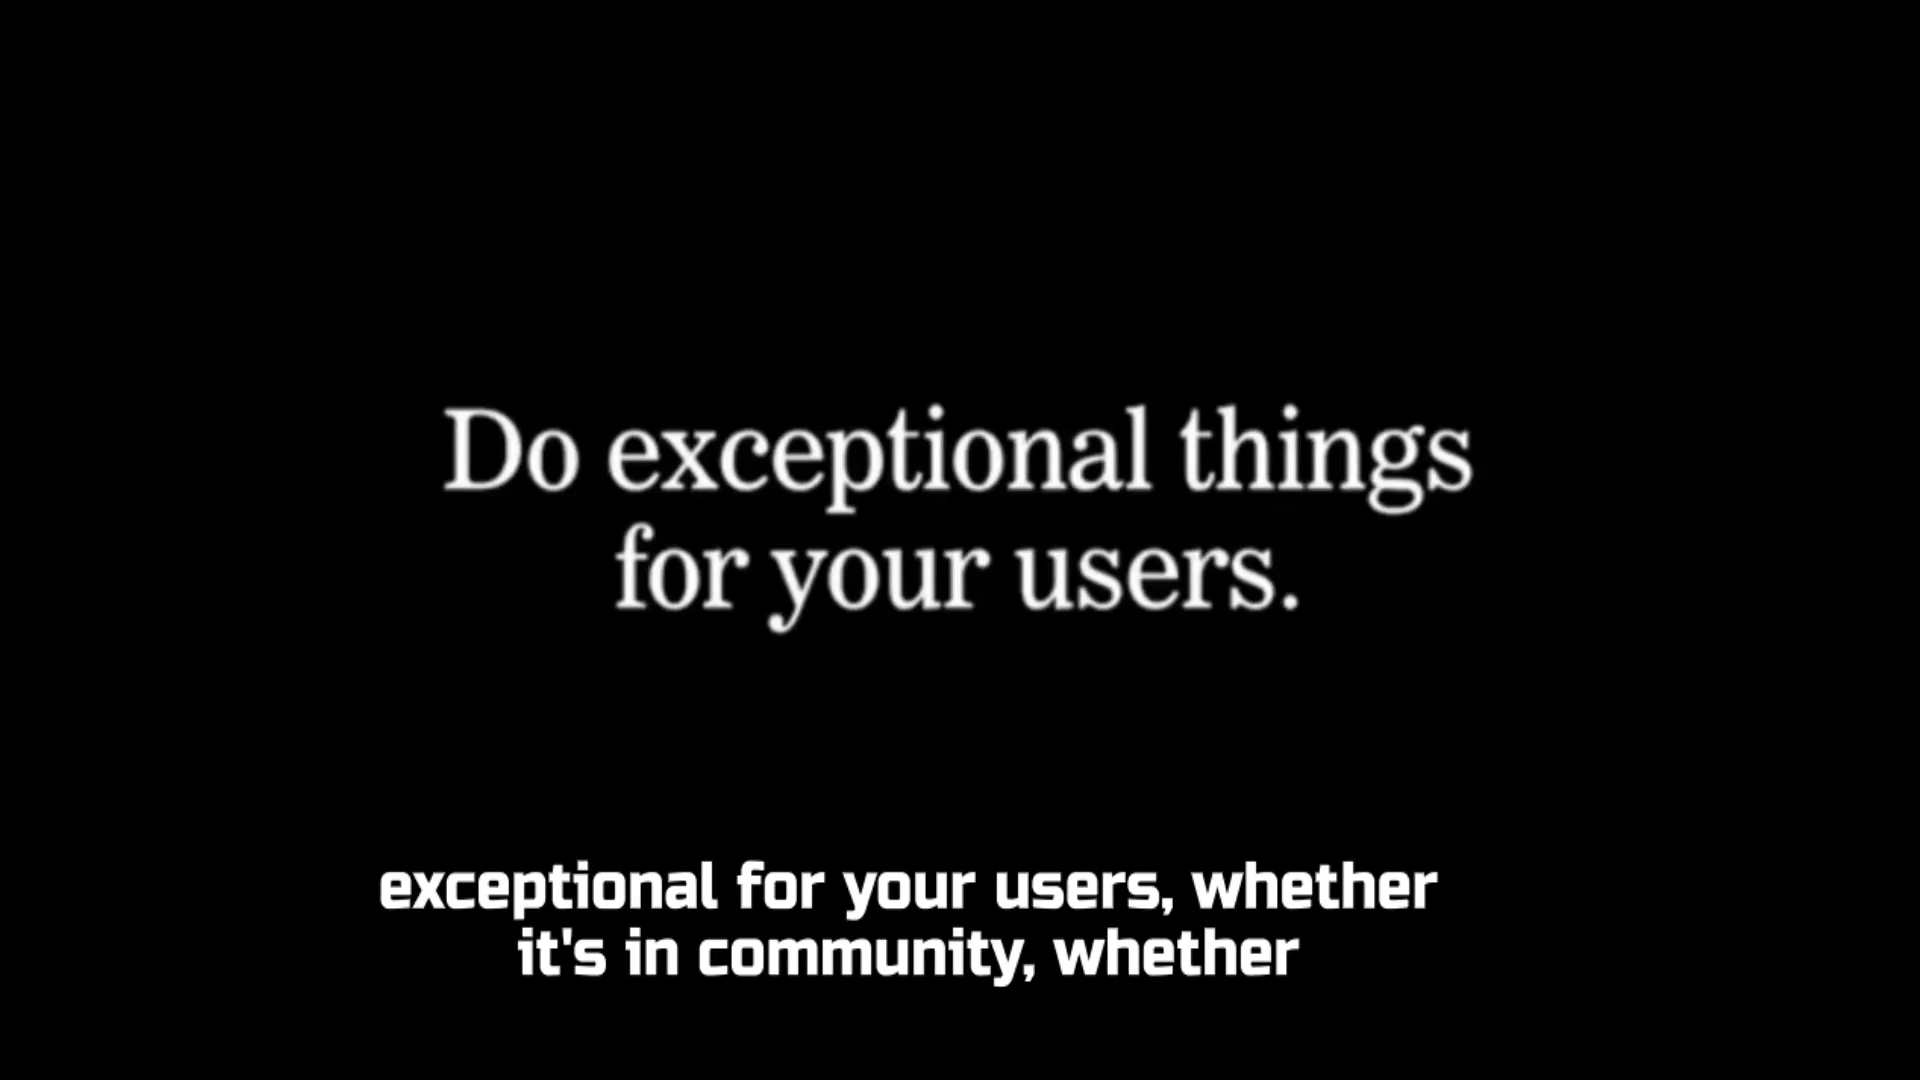 Do exceptional things
for your users.
exceptional for your users, whether
it's in community, whether